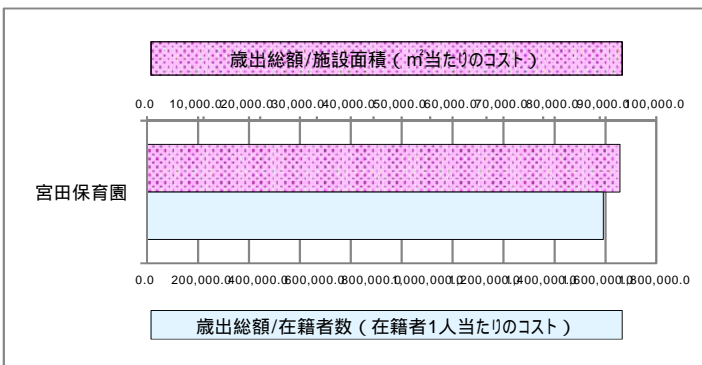 歳出総額/施設面積（㎡当たりのコスト）
0.0 10,000.0 20,000.0 30,000.0 40,000.0 50,000.0 60,000.0 70,000.0 80,000.0 90,000.0 100,000.0
宮田保育園
0.0 200,000.0 400,000.0 600,000.0 800,000.0 1,000,000.0 1,200,000.0 1,400,000.0 1,600,000.0 1,800,000.0
歳出総額/在籍者数（在籍者1人当たりのコスト）